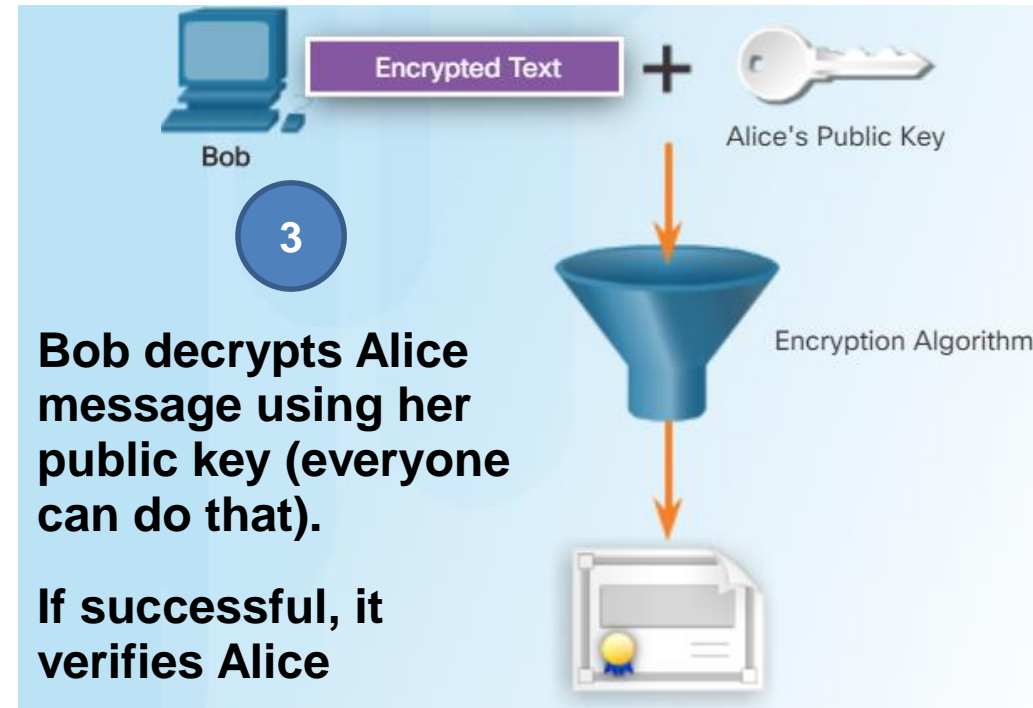 Encrypted Text
Alice's Public Key
Bob
3
Encryption Algorithm
Bob decrypts Alice
message using her
public key (everyone
can do that).
If successful, it
verifies Alice